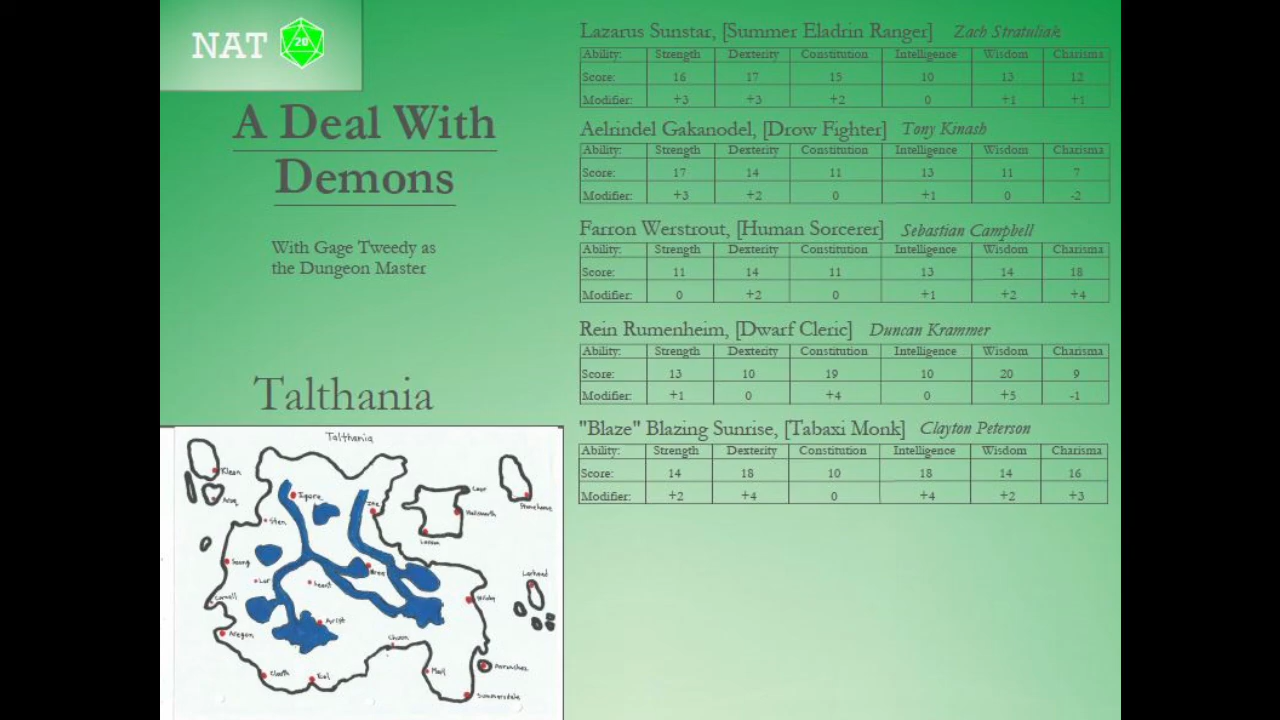 NAT 20
A Deal With
Demons
With Gage Tweedy as
the Dungeon Master
Talthania
Lazarus Sunstar, [Summer Eladrin Ranger] Zach Stratuliak
Ability: Strength Dexterity Constitution Intelligence Wisdom Charisma
Score: 16 17 15 10 13 12
Modifier: +3 +3 +2 0 +1 +1
Aelrindel Gakanodel, [Drow Fighter] Tony Kinash
Ability: Strength Dexterity Constitution Intelligence Wisdom Charisma
Score: 17 14 11 13 11 7
Modifier: +3 +2 0 +1 0 -2
Farron Werstrout, [Human Sorcerer] Sebastian Campbell
Ability: Strength Dexterity Constitution Intelligence Wisdom Charisma
Score: 11 14 11 13 14 18
Modifier: 0 +2 0 +1 +2 +4
Rein Rumenheim, [Dwarf Cleric] Duncan Krammer
Ability: Strength Dexterity Constitution Intelligence Wisdom Charisma
Score: 13 10 19 10 20 9
Modifier: +1 0 +4 0 +5 -1
"Blaze" Blazing Sunrise, [Tabaxi Monk] Clayton Peterson
Ability: Strength Dexterity Constitution Intelligence Wisdom Charisma
Score: 14 18 10 18 14 16
Modifier: +2 +4 0 +4 +2 +3
Talthania
Sten
Lor
Arist
Summersdale